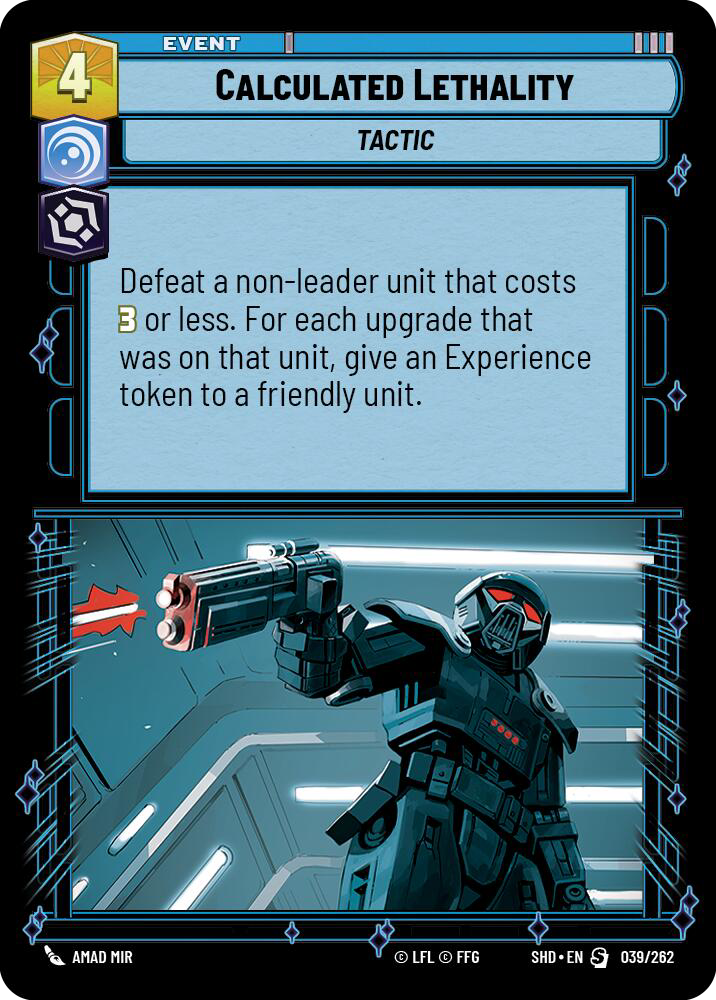 EVENT
4
CALCULATED LETHALITY
TACTIC
Defeat a non-leader unit that costs
3 or less. For each upgrade that
was on that unit, give an Experience
token to a friendly unit.
AMAD MIR
© LFL © FFG
SHD • EN
039/262